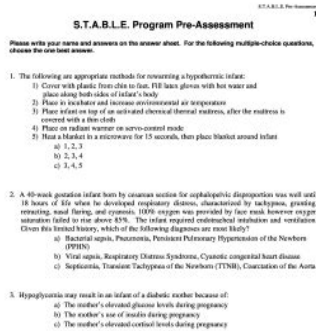 S.T.A.B.L.E. Program Pre-Assessment
Please write your name and answers on the answer sheet. For the following multiple-choice questions,
choose the one best answer.
1. The following are appropriate methods for rewarming a hypothermic infant:
1) Cover with plastic from chin to feet. Fill latex gloves with hot water and
place along both sides of infant's body
2) Place in incubator and increase environmental air temperature
3) Place infant on top of an activated chemical thermal mattress, after the mattress is
covered with a thin cloth
4) Place on radiant warmer on servo-control mode
5) Heat a blanket in a microwave for 15 seconds, then place blanket around infant
a) 1, 2, 3
b) 2, 3, 4
c) 3, 4, 5
2. A 40-week gestation infant born by cesarean section for cephalopelvic disproportion was well until
18 hours of life when he developed respiratory distress, characterized by tachypnea, grunting
retracting, nasal flaring, and cyanosis. 100% oxygen was provided by face mask however oxygen
saturation failed to rise above 85%. The infant required endotracheal intubation and ventilation
Given this limited history, which of the following diagnoses are most likely?
a) Bacterial sepsis, Pneumonia, Persistent Pulmonary Hypertension of the Newborn
(PPHN)
b) Viral sepsis, Respiratory Distress Syndrome, Cyanotic congenital heart disease
c) Septicemia, Transient Tachypnea of the Newborn (TTNB), Coarctation of the Aorta
3. Hypoglycemia may result in an infant of a diabetic mother because of:
a) The mother's elevated glucose levels during pregnancy
b) The mother's use of insulin during pregnancy
c) The mother's elevated cortisol levels during pregnancy